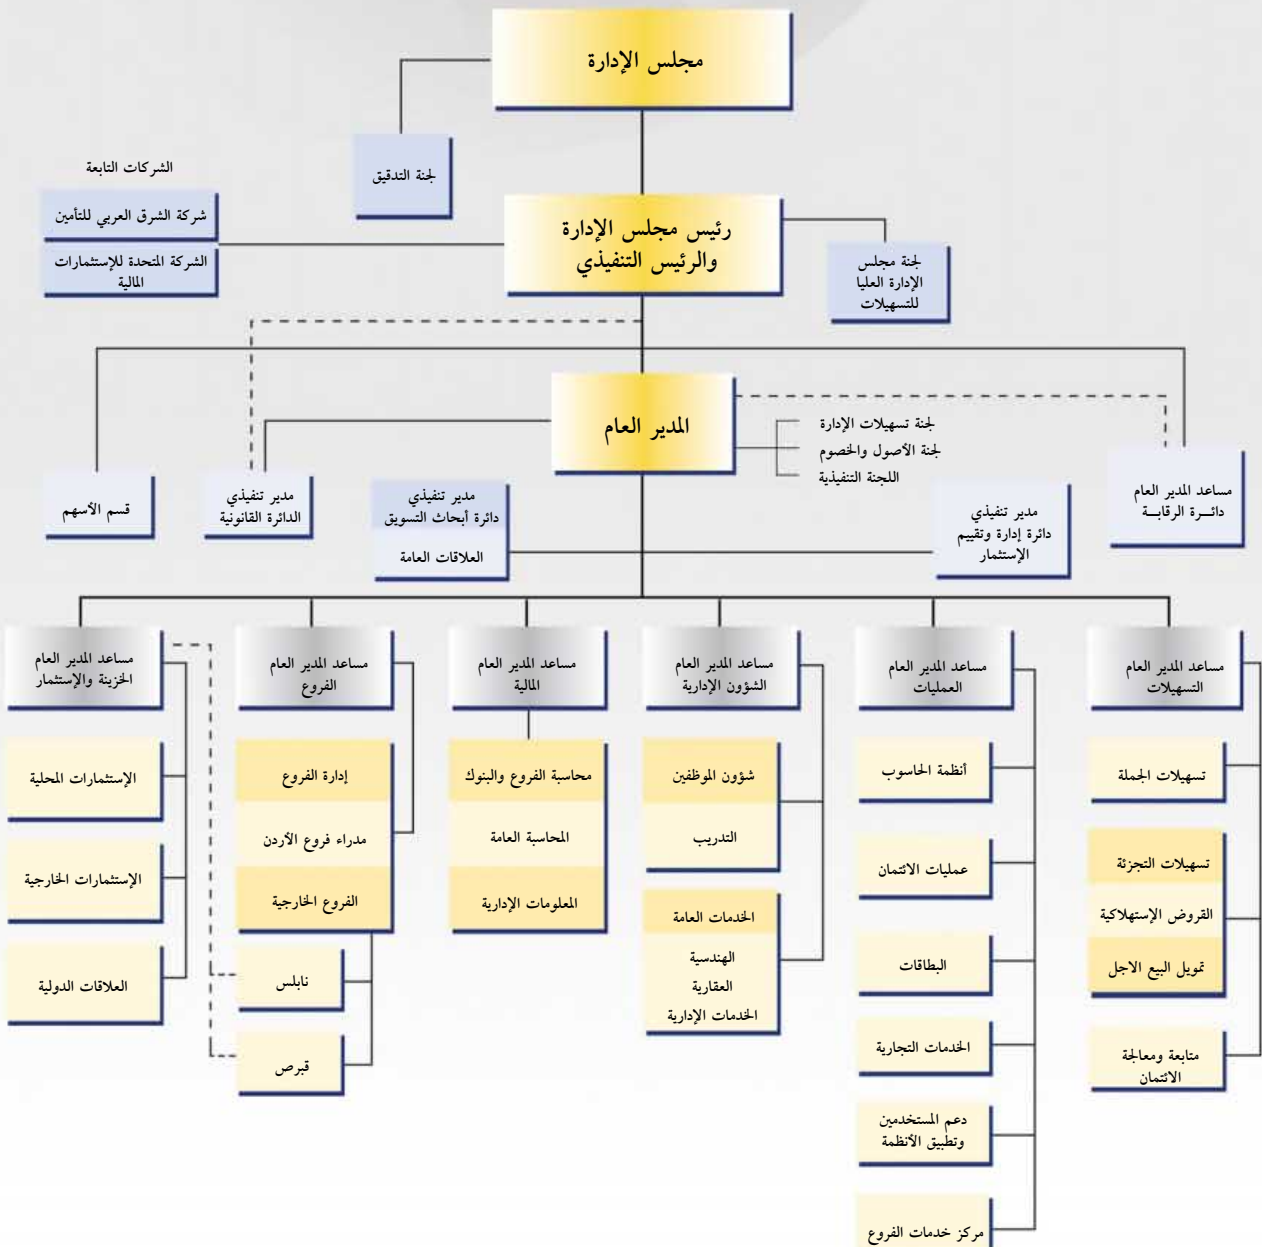 مجلس الإدارة
لجنة التدقيق
الشركات التابعة
شركة الشرق العربي للتأمين
الشركة المتحدة للإستثمارات
المالية
رئيس مجلس الإدارة
والرئيس التنفيذي
لجنة مجلس
الإدارة العليا
للتسهيلات
المدير العام
لجنة تسهيلات الإدارة
لجنة الأصول والخصوم
اللجنة التنفيذية
مساعد المدير العام
دائـرة الرقابـة
مدير تنفيذي
دائرة إدارة وتقييم
الإستثمار
مدير تنفيذي
دائرة أبحاث التسويق
العلاقات العامة
مدير تنفيذي
الدائرة القانونية
قسم الأسهم
مساعد المدير العام
التسهيلات
تسهيلات الجملة
تسهيلات التجزئة
القروض الإستهلاكية
تمويل البيع الاجل
متابعة ومعالجة
الائتمان
مساعد المدير العام
العمليات
أنظمة الحاسوب
عمليات الائتمان
البطاقات
الخدمات التجارية
دعم المستخدمين
وتطبيق الأنظمة
مركز خدمات الفروع
مساعد المدير العام
الشؤون الإدارية
شؤون الموظفين
التدريب
الخدمات العامة
الهندسية
العقارية
الخدمات الإدارية
مساعد المدير العام
المالية
محاسبة الفروع والبنوك
المحاسبة العامة
المعلومات الإدارية
مساعد المدير العام
الفروع
إدارة الفروع
مدراء فروع الأردن
الفروع الخارجية
نابلس
قبرص
مساعد المدير العام
الخزينة والإستثمار
الإستثمارات المحلية
الإستثمارات الخارجية
العلاقات الدولية